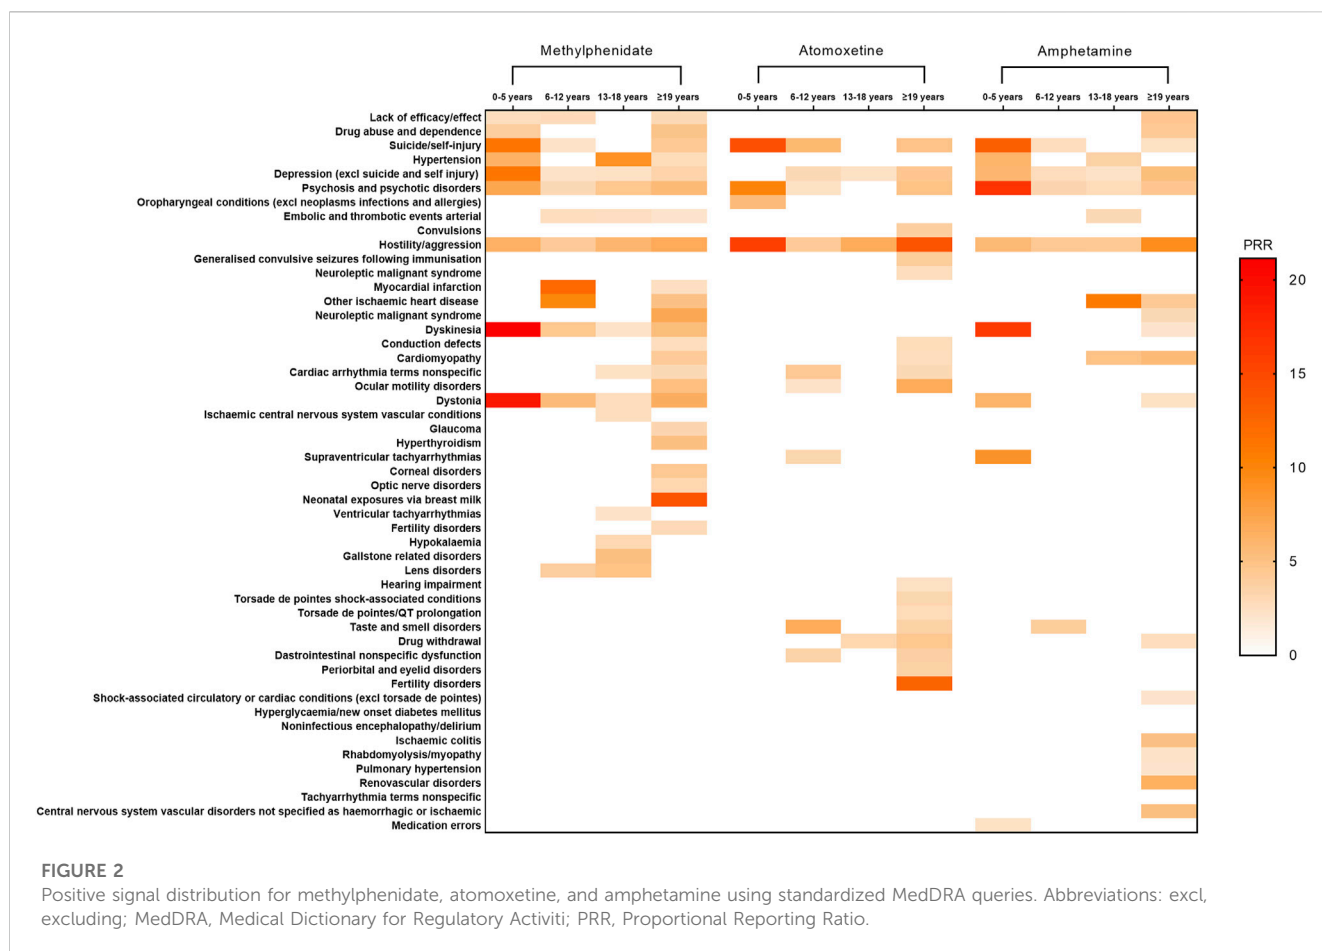 Methylphenidate Atomoxetine Amphetamine
0-5 years 6-12 years 13-18 years ≥19 years 0-5 years 6-12 years 13-18 years ≥19 years 0-5 years 6-12 years 13-18 years ≥19 years
Lack of efficacy/effect
Drug abuse and dependence
Suicide/self-injury
Hypertension
Depression (excl suicide and self injury)
Psychosis and psychotic disorders
Oropharyngeal conditions (excl neoplasms infections and allergies)
Embolic and thrombotic events arterial
Convulsions
Hostility/aggression
Generalised convulsive seizures following immunisation
Neuroleptic malignant syndrome
Myocardial infarction
Other ischaemic heart disease
Neuroleptic malignant syndrome
Dyskinesia
Conduction defects
Cardiomyopathy
Cardiac arrhythmia terms nonspecific
Ocular motility disorders
Dystonia
Ischaemic central nervous system vascular conditions
Glaucoma
Hyperthyroidism
Supraventricular tachyarrhythmias
Corneal disorders
Optic nerve disorders
Neonatal exposures via breast milk
Ventricular tachyarrhythmias
Fertility disorders
Hypokalaemia
Gallstone related disorders
Lens disorders
Hearing impairment
Torsade de pointes shock-associated conditions
Torsade de pointes/QT prolongation
Taste and smell disorders
Drug withdrawal
Dastrointestinal nonspecific dysfunction
Periorbital and eyelid disorders
Fertility disorders
Shock-associated circulatory or cardiac conditions (excl torsade de pointes)
Hyperglycaemia/new onset diabetes mellitus
Noninfectious encephalopathy/delirium
Ischaemic colitis
Rhabdomyolysis/myopathy
Pulmonary hypertension
Renovascular disorders
Tachyarrhythmia terms nonspecific
Central nervous system vascular disorders not specified as haemorrhagic or ischaemic
Medication errors
PRR
20
15
10
5
0
FIGURE 2
Positive signal distribution for methylphenidate, atomoxetine, and amphetamine using standardized MedDRA queries. Abbreviations: excl,
excluding; MedDRA, Medical Dictionary for Regulatory Activiti; PRR, Proportional Reporting Ratio.